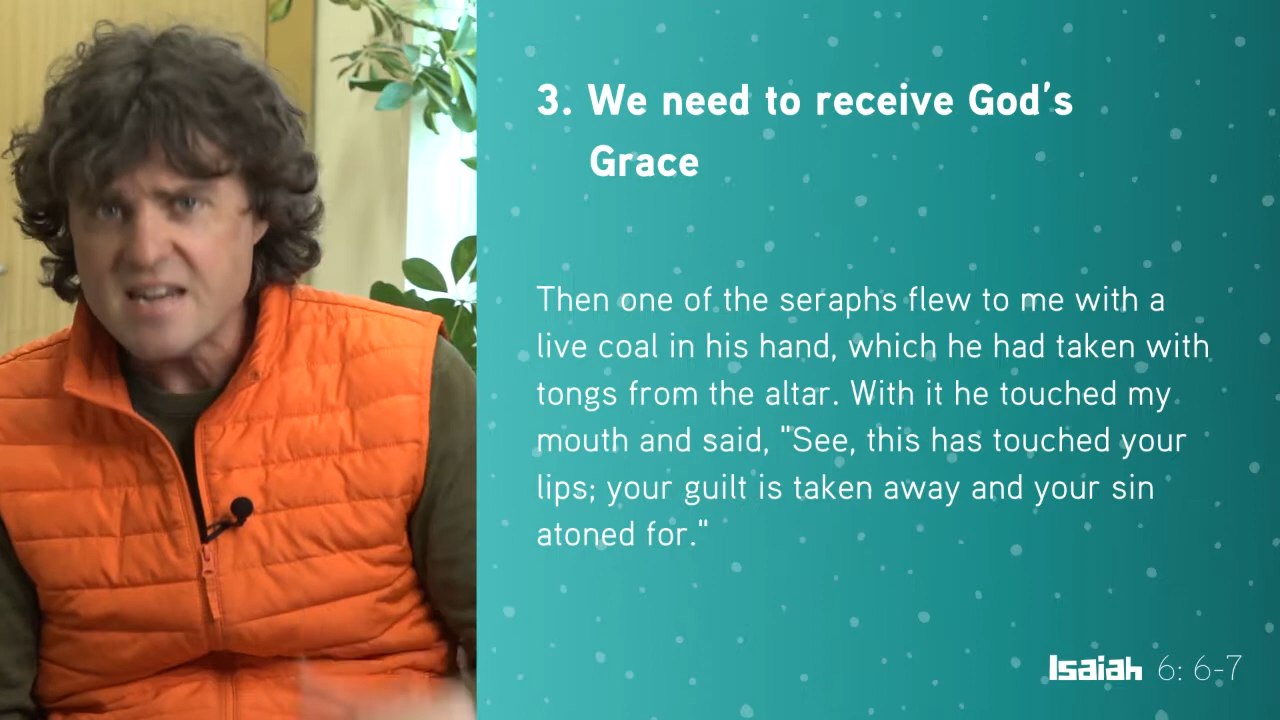 3. We need to receive God's
Grace
Then one of the seraphs flew to me with a
live coal in his hand, which he had taken with
tongs from the altar. With it he touched my
mouth and said, "See, this has touched your
lips; your guilt is taken away and your sin
atoned for."
Isaiah 6: 6-7